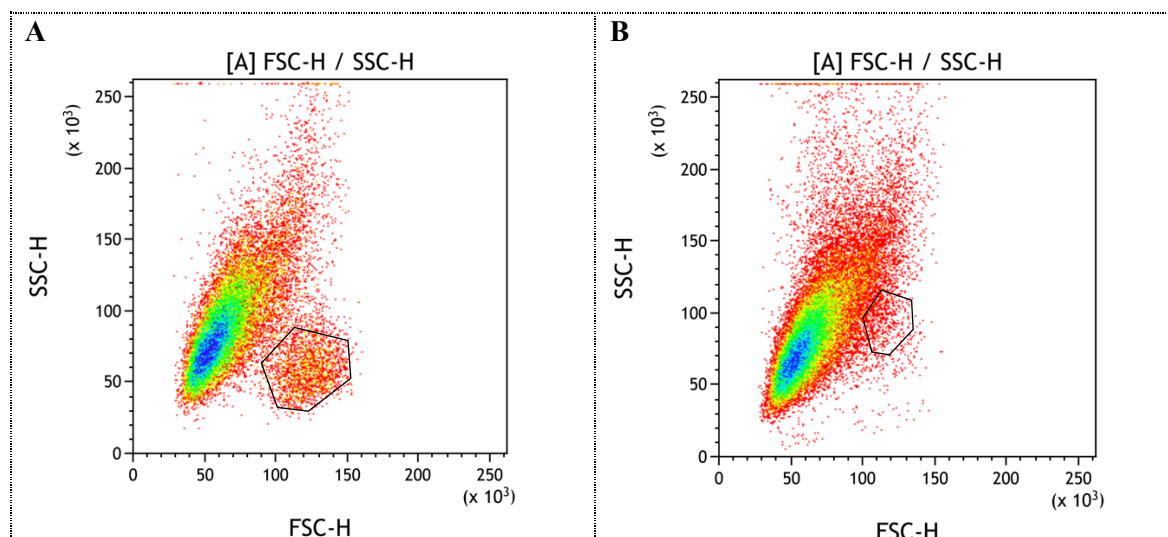 A
[A] FSC-H / SSC-H
250
200
150
100
50
0
(x 10³)
SSC-H
0 50 100 150 200 250
(x 10³)
FSC-H
B
[A] FSC-H / SSC-H
250
200
150
100
50
0
(x 10³)
SSC-H
0 50 100 150 200 250
(x 10³)
FSC-H